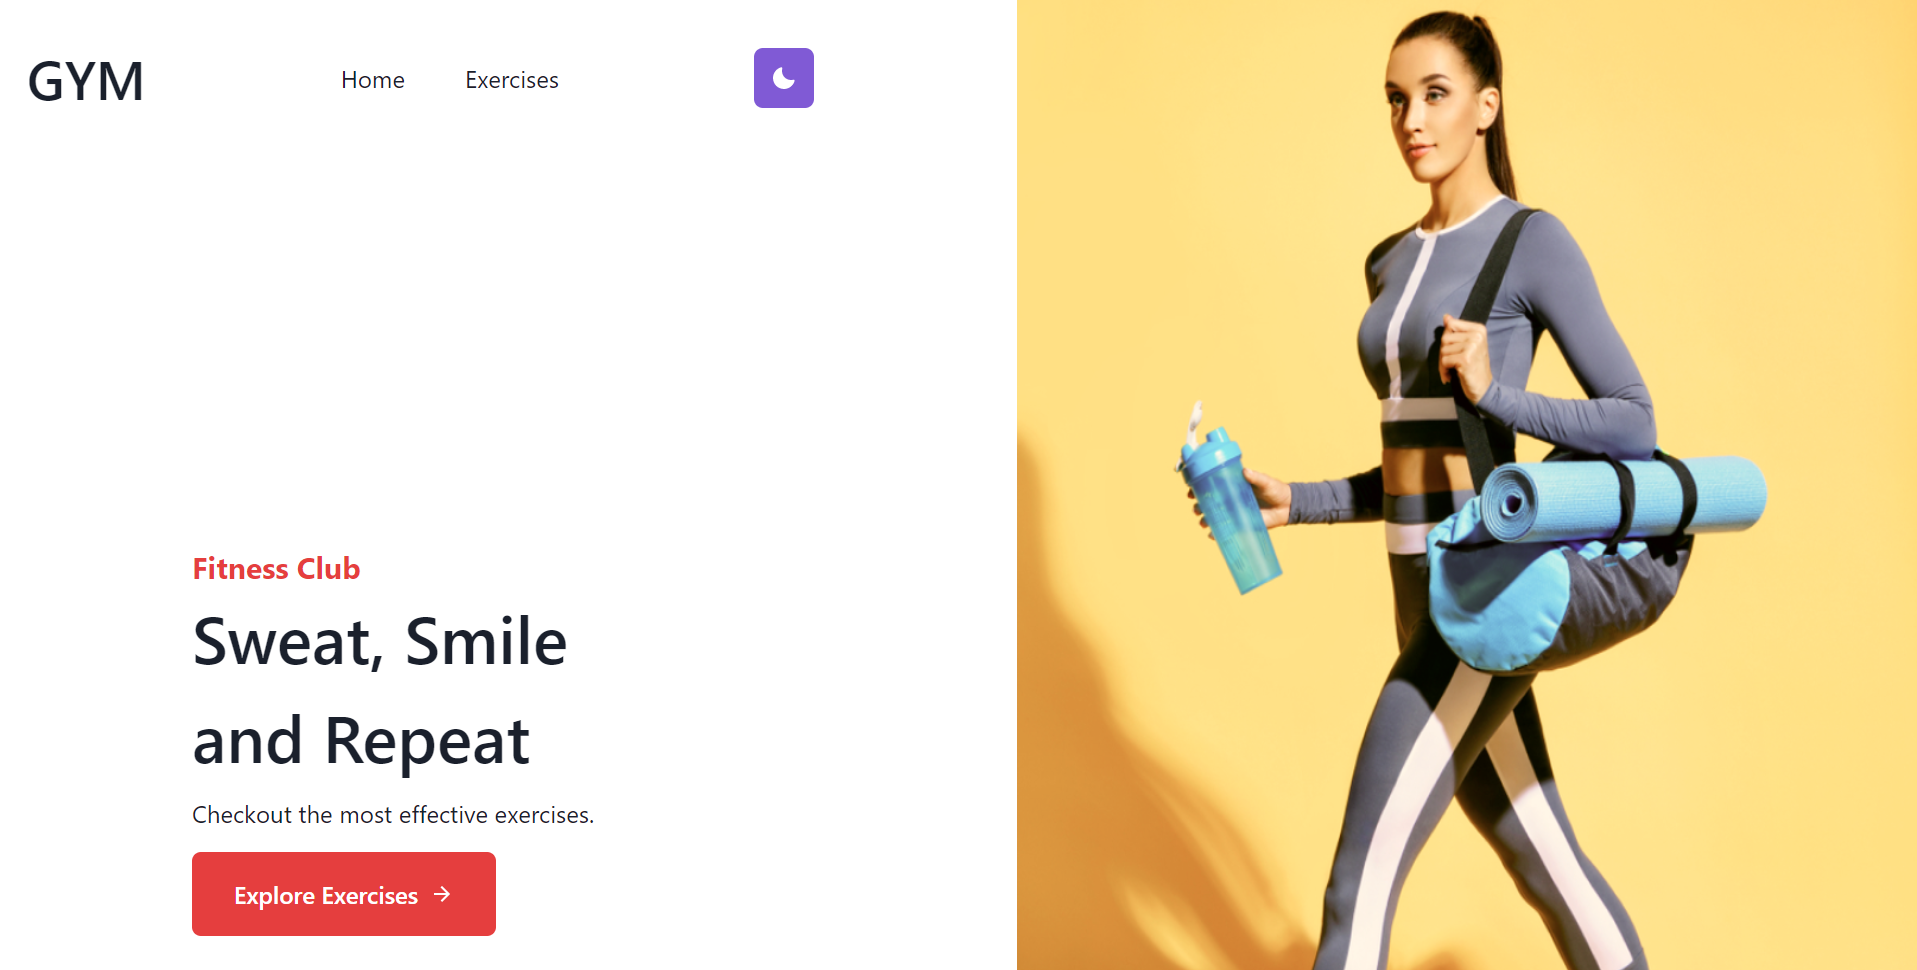 GYM
Home
Exercises
Fitness Club
Sweat, Smile
and Repeat
Checkout the most effective exercises.
Explore Exercises →